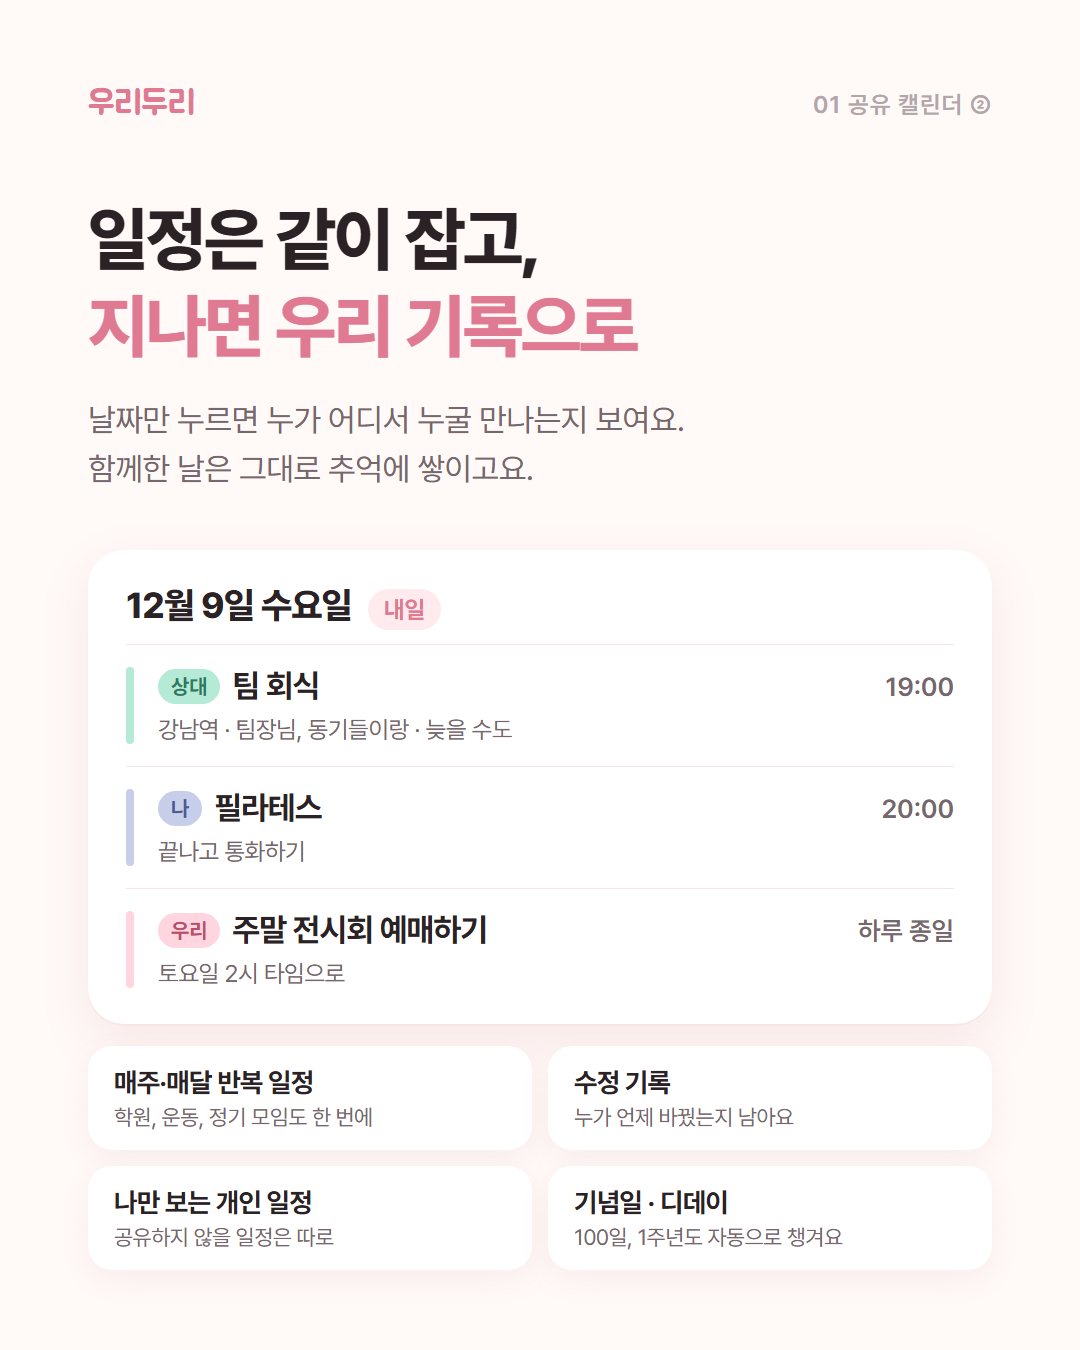 우리두리
01 공유 캘린더 ②
일정은 같이 잡고,
지나면 우리 기록으로
날짜만 누르면 누가 어디서 누굴 만나는지 보여요.
함께한 날은 그대로 추억에 쌓이고요.
12월 9일 수요일 내일
상대 팀 회식 19:00
강남역 · 팀장님, 동기들이랑 · 늦을 수도
나 필라테스 20:00
끝나고 통화하기
우리 주말 전시회 예매하기 하루 종일
토요일 2시 타임으로
매주·매달 반복 일정
학원, 운동, 정기 모임도 한 번에
수정 기록
누가 언제 바꿨는지 남아요
나만 보는 개인 일정
공유하지 않을 일정은 따로
기념일 · 디데이
100일, 1주년도 자동으로 챙겨요